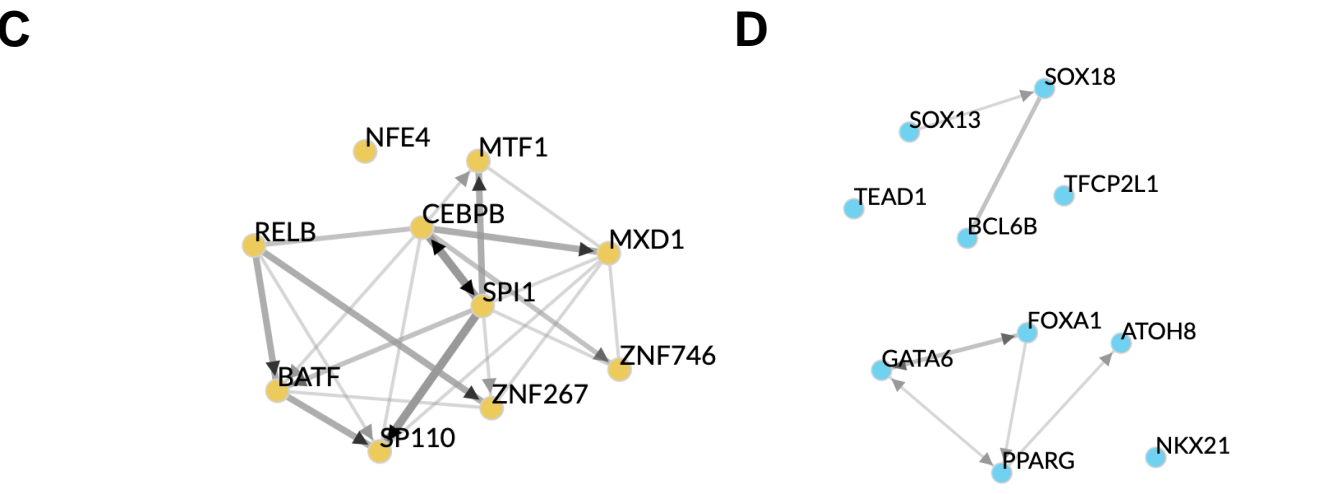 C
NFE4
MTF1
CEBPB
RELB
MXD1
SPI1
ZNF746
BATF
ZNF267
SP110
D
SOX18
SOX13
TFCP2L1
TEAD1
BCL6B
FOXA1
ATOH8
GATA6
NKX21
PPARG